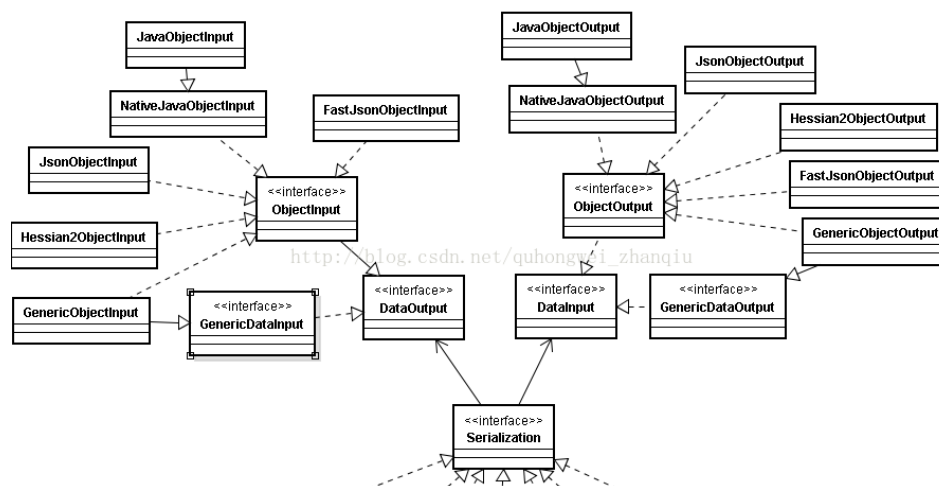 JavaObjectInput
JavaObjectOutput
JsonObjectOutput
NativeJavaObjectInput
FastJsonObjectInput
NativeJavaObjectOutput
Hessian2ObjectOutput
JsonObjectInput
<<interface>>
ObjectInput
<<interface>>
ObjectOutput
FastJsonObjectOutput
Hessian2ObjectInput
GenericObjectOutput
http://blog.csdn.net/quhongwei_zhanqiu
GenericObjectInput
<<interface>>
GenericDataInput
<<interface>>
DataOutput
<<interface>>
DataInput
<<interface>>
GenericDataOutput
<<interface>>
Serialization